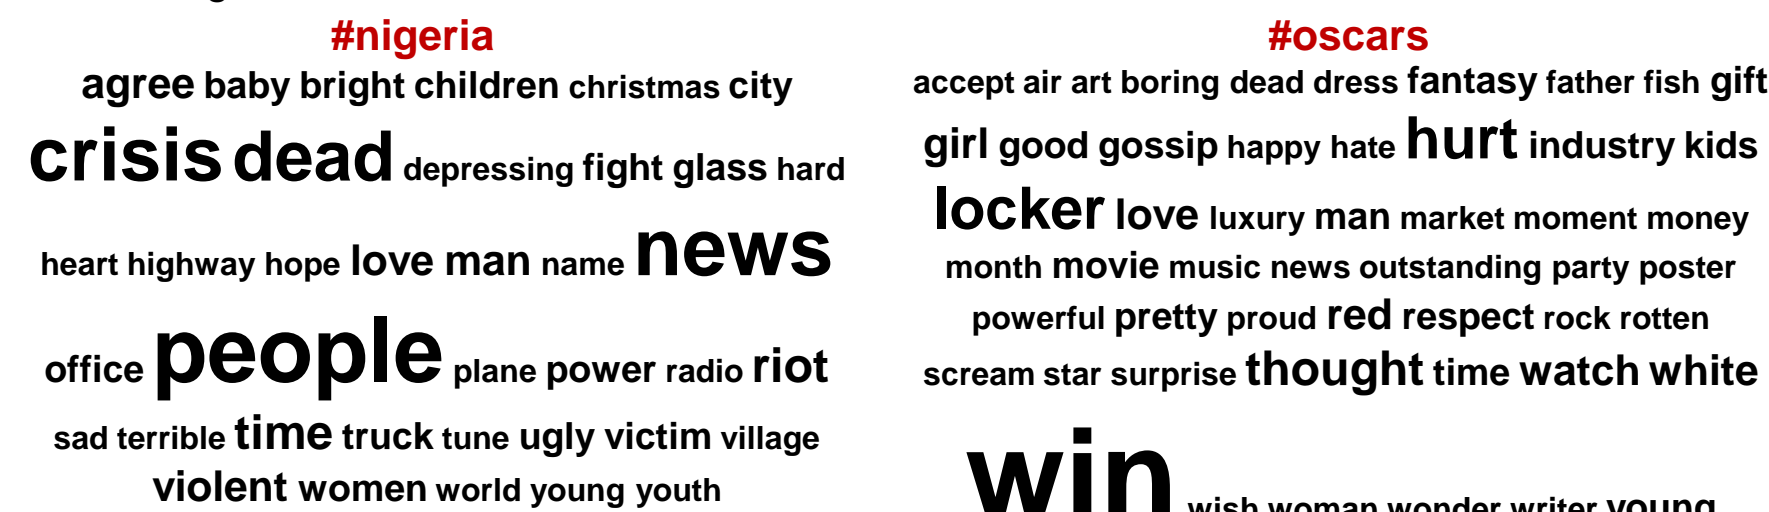 #nigeria
agree baby bright children christmas city
crisis dead depressing fight glass hard
heart highway hope love man name news
office people plane power radio riot
sad terrible time truck tune ugly victim village
violent women world young youth
#oscars
accept air art boring dead dress fantasy father fish gift
girl good gossip happy hate hurt industry kids
locker love luxury man market moment money
month movie music news outstanding party poster
powerful pretty proud red respect rock rotten
scream star surprise thought time watch white
win wish woman wonder writer young